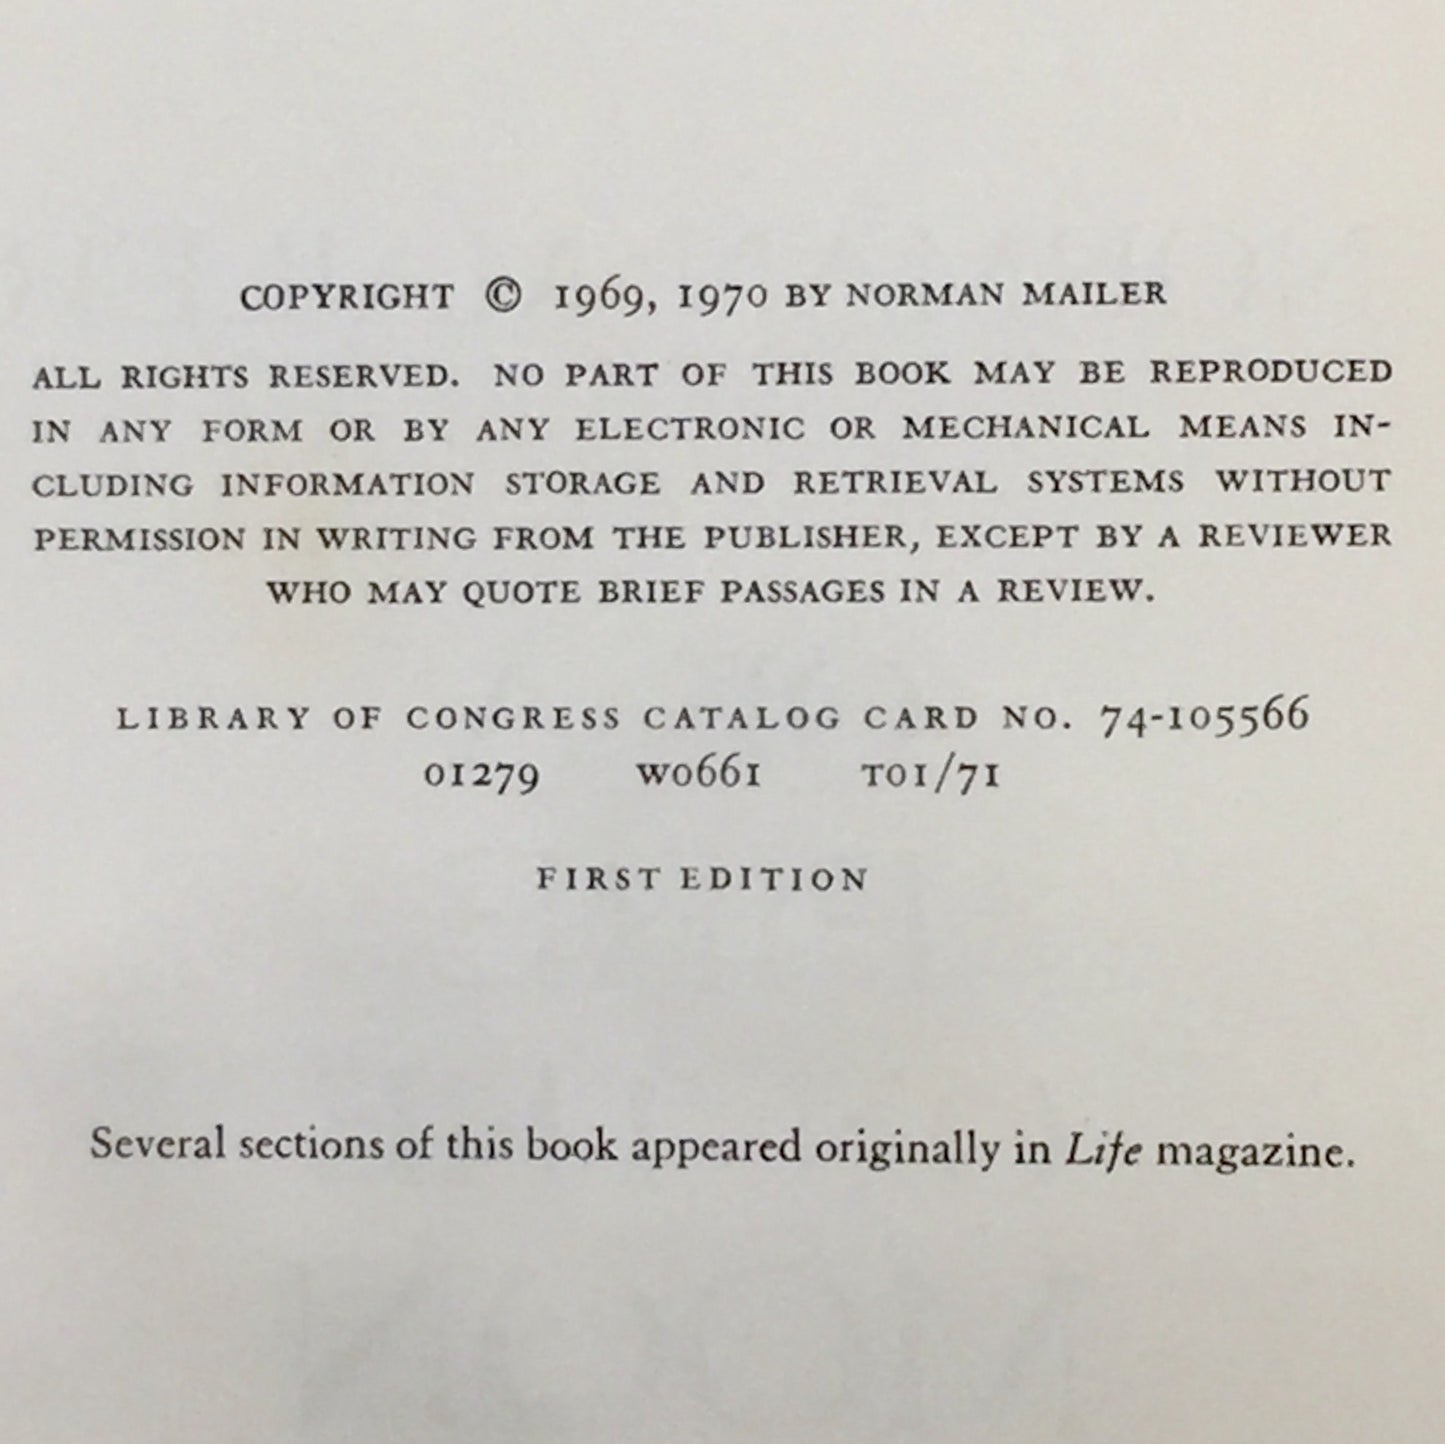 COPYRIGHT © 1969, 1970 BY NORMAN MAILER
ALL RIGHTS RESERVED. NO PART OF THIS BOOK MAY BE REPRODUCED
IN ANY FORM OR BY ANY ELECTRONIC OR MECHANICAL MEANS IN-
CLUDING INFORMATION STORAGE AND RETRIEVAL SYSTEMS WITHOUT
PERMISSION IN WRITING FROM THE PUBLISHER, EXCEPT BY A REVIEWER
WHO MAY QUOTE BRIEF PASSAGES IN A REVIEW.
LIBRARY OF CONGRESS CATALOG CARD NO. 74-105566
01279 W0661 T01/71
FIRST EDITION
Several sections of this book appeared originally in Life magazine.